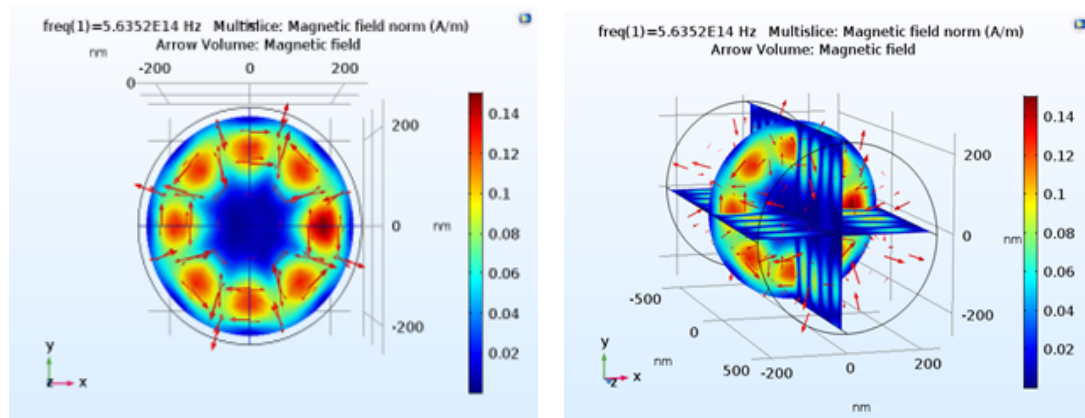 freq(1)=5.6352E14 Hz Multislice: Magnetic field norm (A/m)
Arrow Volume: Magnetic field
nm
-200 0 200
0
200
0 nm
-200
0.14
0.12
0.1
0.08
0.06
0.04
0.02
y
z x
freq(1)=5.6352E14 Hz Multislice: Magnetic field norm (A/m)
Arrow Volume: Magnetic field
200
0
nm
-200
-500
0
nm
500 -200 0 200
nm
0.14
0.12
0.1
0.08
0.06
0.04
0.02
y
z x